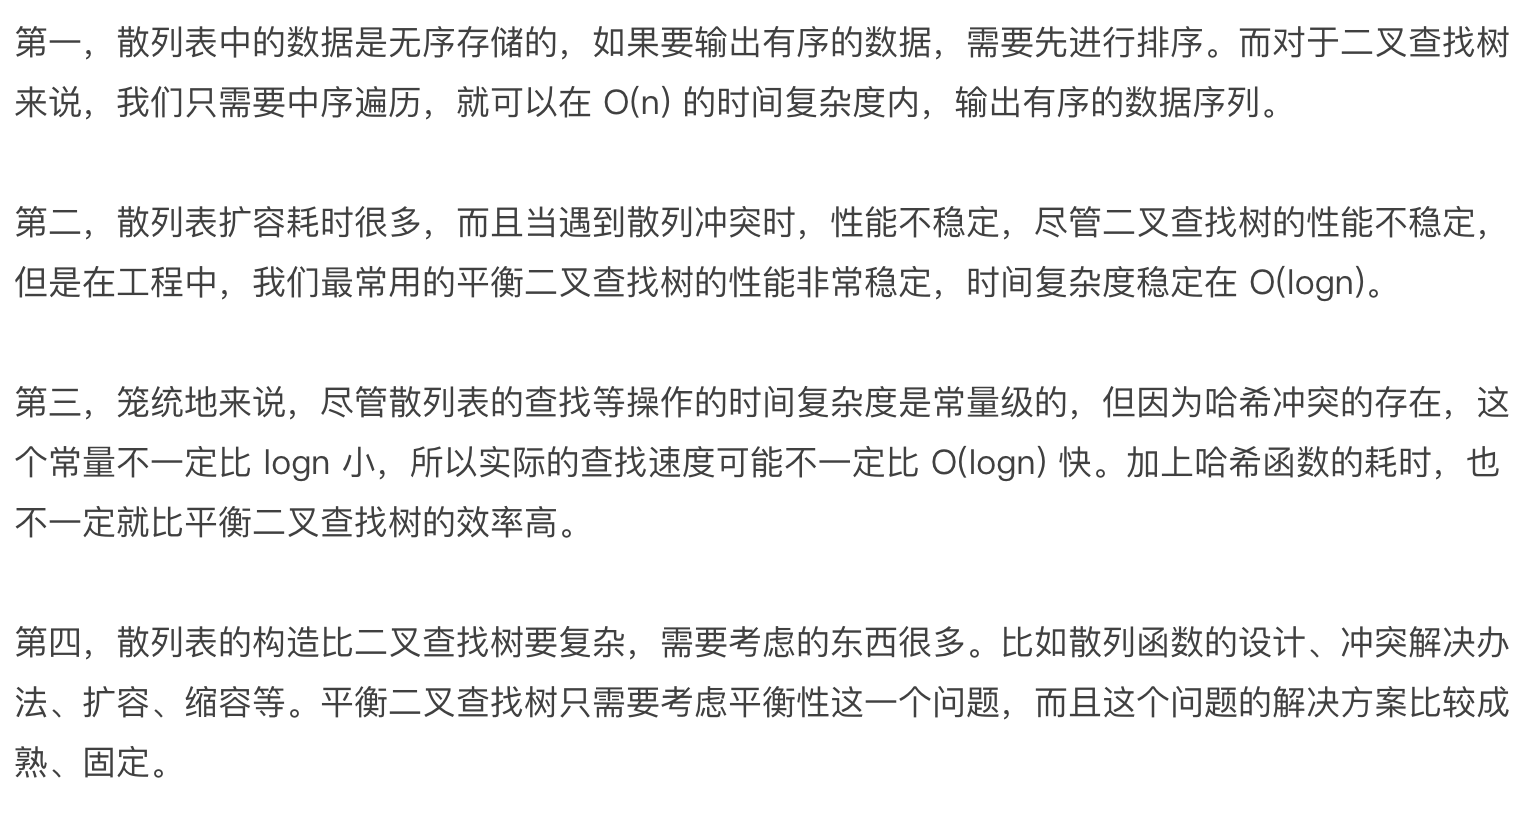 第一，散列表中的数据是无序存储的，如果要输出有序的数据，需要先进行排序。而对于二叉查找树
来说，我们只需要中序遍历，就可以在 O(n) 的时间复杂度内，输出有序的数据序列。
第二，散列表扩容耗时很多，而且当遇到散列冲突时，性能不稳定，尽管二叉查找树的性能不稳定，
但是在工程中，我们最常用的平衡二叉查找树的性能非常稳定，时间复杂度稳定在 O(logn)。
第三，笼统地来说，尽管散列表的查找等操作的时间复杂度是常量级的，但因为哈希冲突的存在，这
个常量不一定比 logn 小，所以实际的查找速度可能不一定比 O(logn) 快。加上哈希函数的耗时，也
不一定就比平衡二叉查找树的效率高。
第四，散列表的构造比二叉查找树要复杂，需要考虑的东西很多。比如散列函数的设计、冲突解决办
法、扩容、缩容等。平衡二叉查找树只需要考虑平衡性这一个问题，而且这个问题的解决方案比较成
熟、固定。